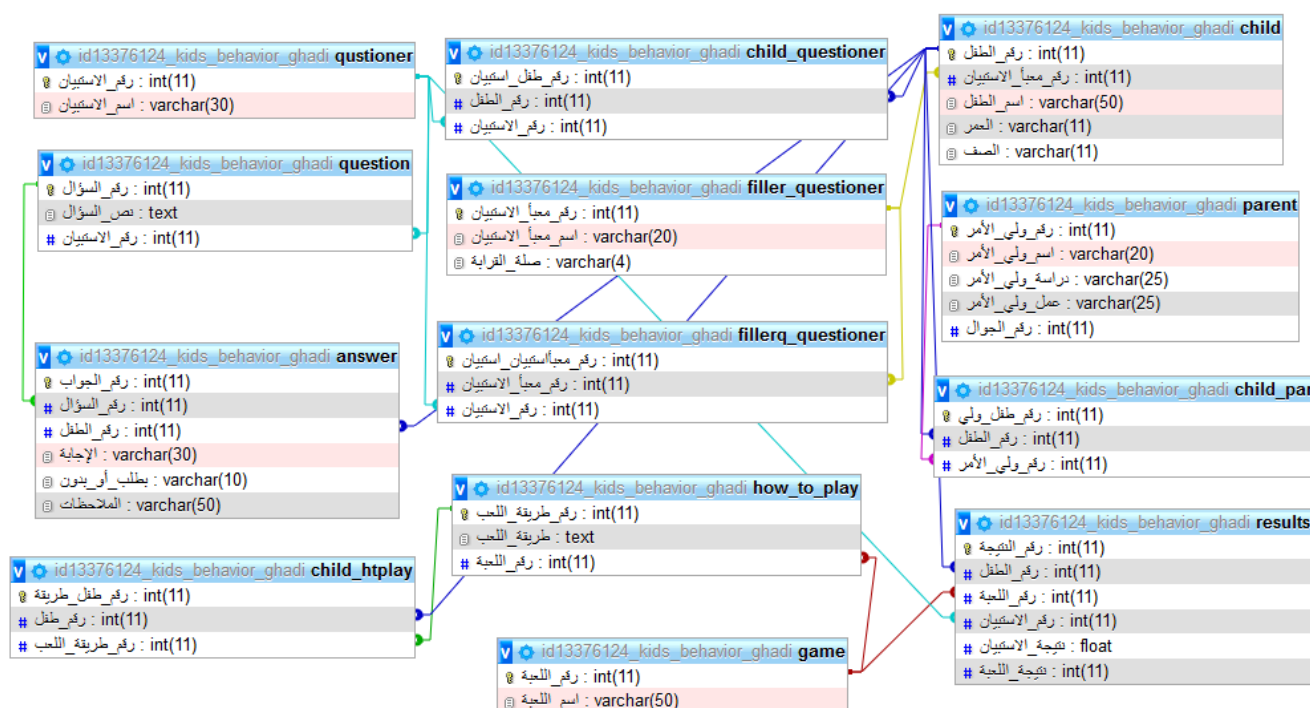 id13376124_kids_behavior_ghadi qustioner
رقم_الاستبيان : int(11)
اسم_الاستبيان : varchar(30)
id13376124_kids_behavior_ghadi question
رقم_السؤال : int(11)
نص_السؤال : text
رقم_الاستبيان : int(11)
id13376124_kids_behavior_ghadi answer
رقم_الجواب : int(11)
رقم_السؤال : int(11)
رقم_الطفل : int(11)
الإجابة : varchar(30)
بطلب_أو_بدون : varchar(10)
الملاحظات : varchar(50)
id13376124_kids_behavior_ghadi child_htplay
رقم_طفل_طريقة : int(11)
رقم_طفل : int(11)
رقم_طريقة_اللعب : int(11)
id13376124_kids_behavior_ghadi child_questioner
رقم_طفل_استبيان : int(11)
رقم_الطفل : int(11)
رقم_الاستبيان : int(11)
id13376124_kids_behavior_ghadi filler_questioner
رقم_معبأ_الاستبيان : int(11)
اسم_معبأ_الاستبيان : varchar(20)
صلة_القرابة : varchar(4)
id13376124_kids_behavior_ghadi fillerq_questioner
رقم_معبأاستبيان_استبيان : int(11)
رقم_معبأ_الاستبيان : int(11)
رقم_الاستبيان : int(11)
id13376124_kids_behavior_ghadi how_to_play
رقم_طريقة_اللعب : int(11)
طريقة_اللعب : text
رقم_اللعبة : int(11)
id13376124_kids_behavior_ghadi game
رقم_اللعبة : int(11)
اسم_اللعبة : varchar(50)
id13376124_kids_behavior_ghadi child
رقم_الطفل : int(11)
رقم_معبأ_الاستبيان : int(11)
اسم_الطفل : varchar(50)
العمر : varchar(11)
الصف : varchar(11)
id13376124_kids_behavior_ghadi parent
رقم_ولي_الأمر : int(11)
اسم_ولي_الأمر : varchar(20)
دراسة_ولي_الأمر : varchar(25)
عمل_ولي_الأمر : varchar(25)
رقم_الجوال : int(11)
id13376124_kids_behavior_ghadi child_par
رقم_طفل_ولي : int(11)
رقم_الطفل : int(11)
رقم_ولي_الأمر : int(11)
id13376124_kids_behavior_ghadi results
رقم_النتيجة : int(11)
رقم_الطفل : int(11)
رقم_اللعبة : int(11)
رقم_الاستبيان : int(11)
نتيجة_الاستبيان : float
نتيجة_اللعبة : int(11)